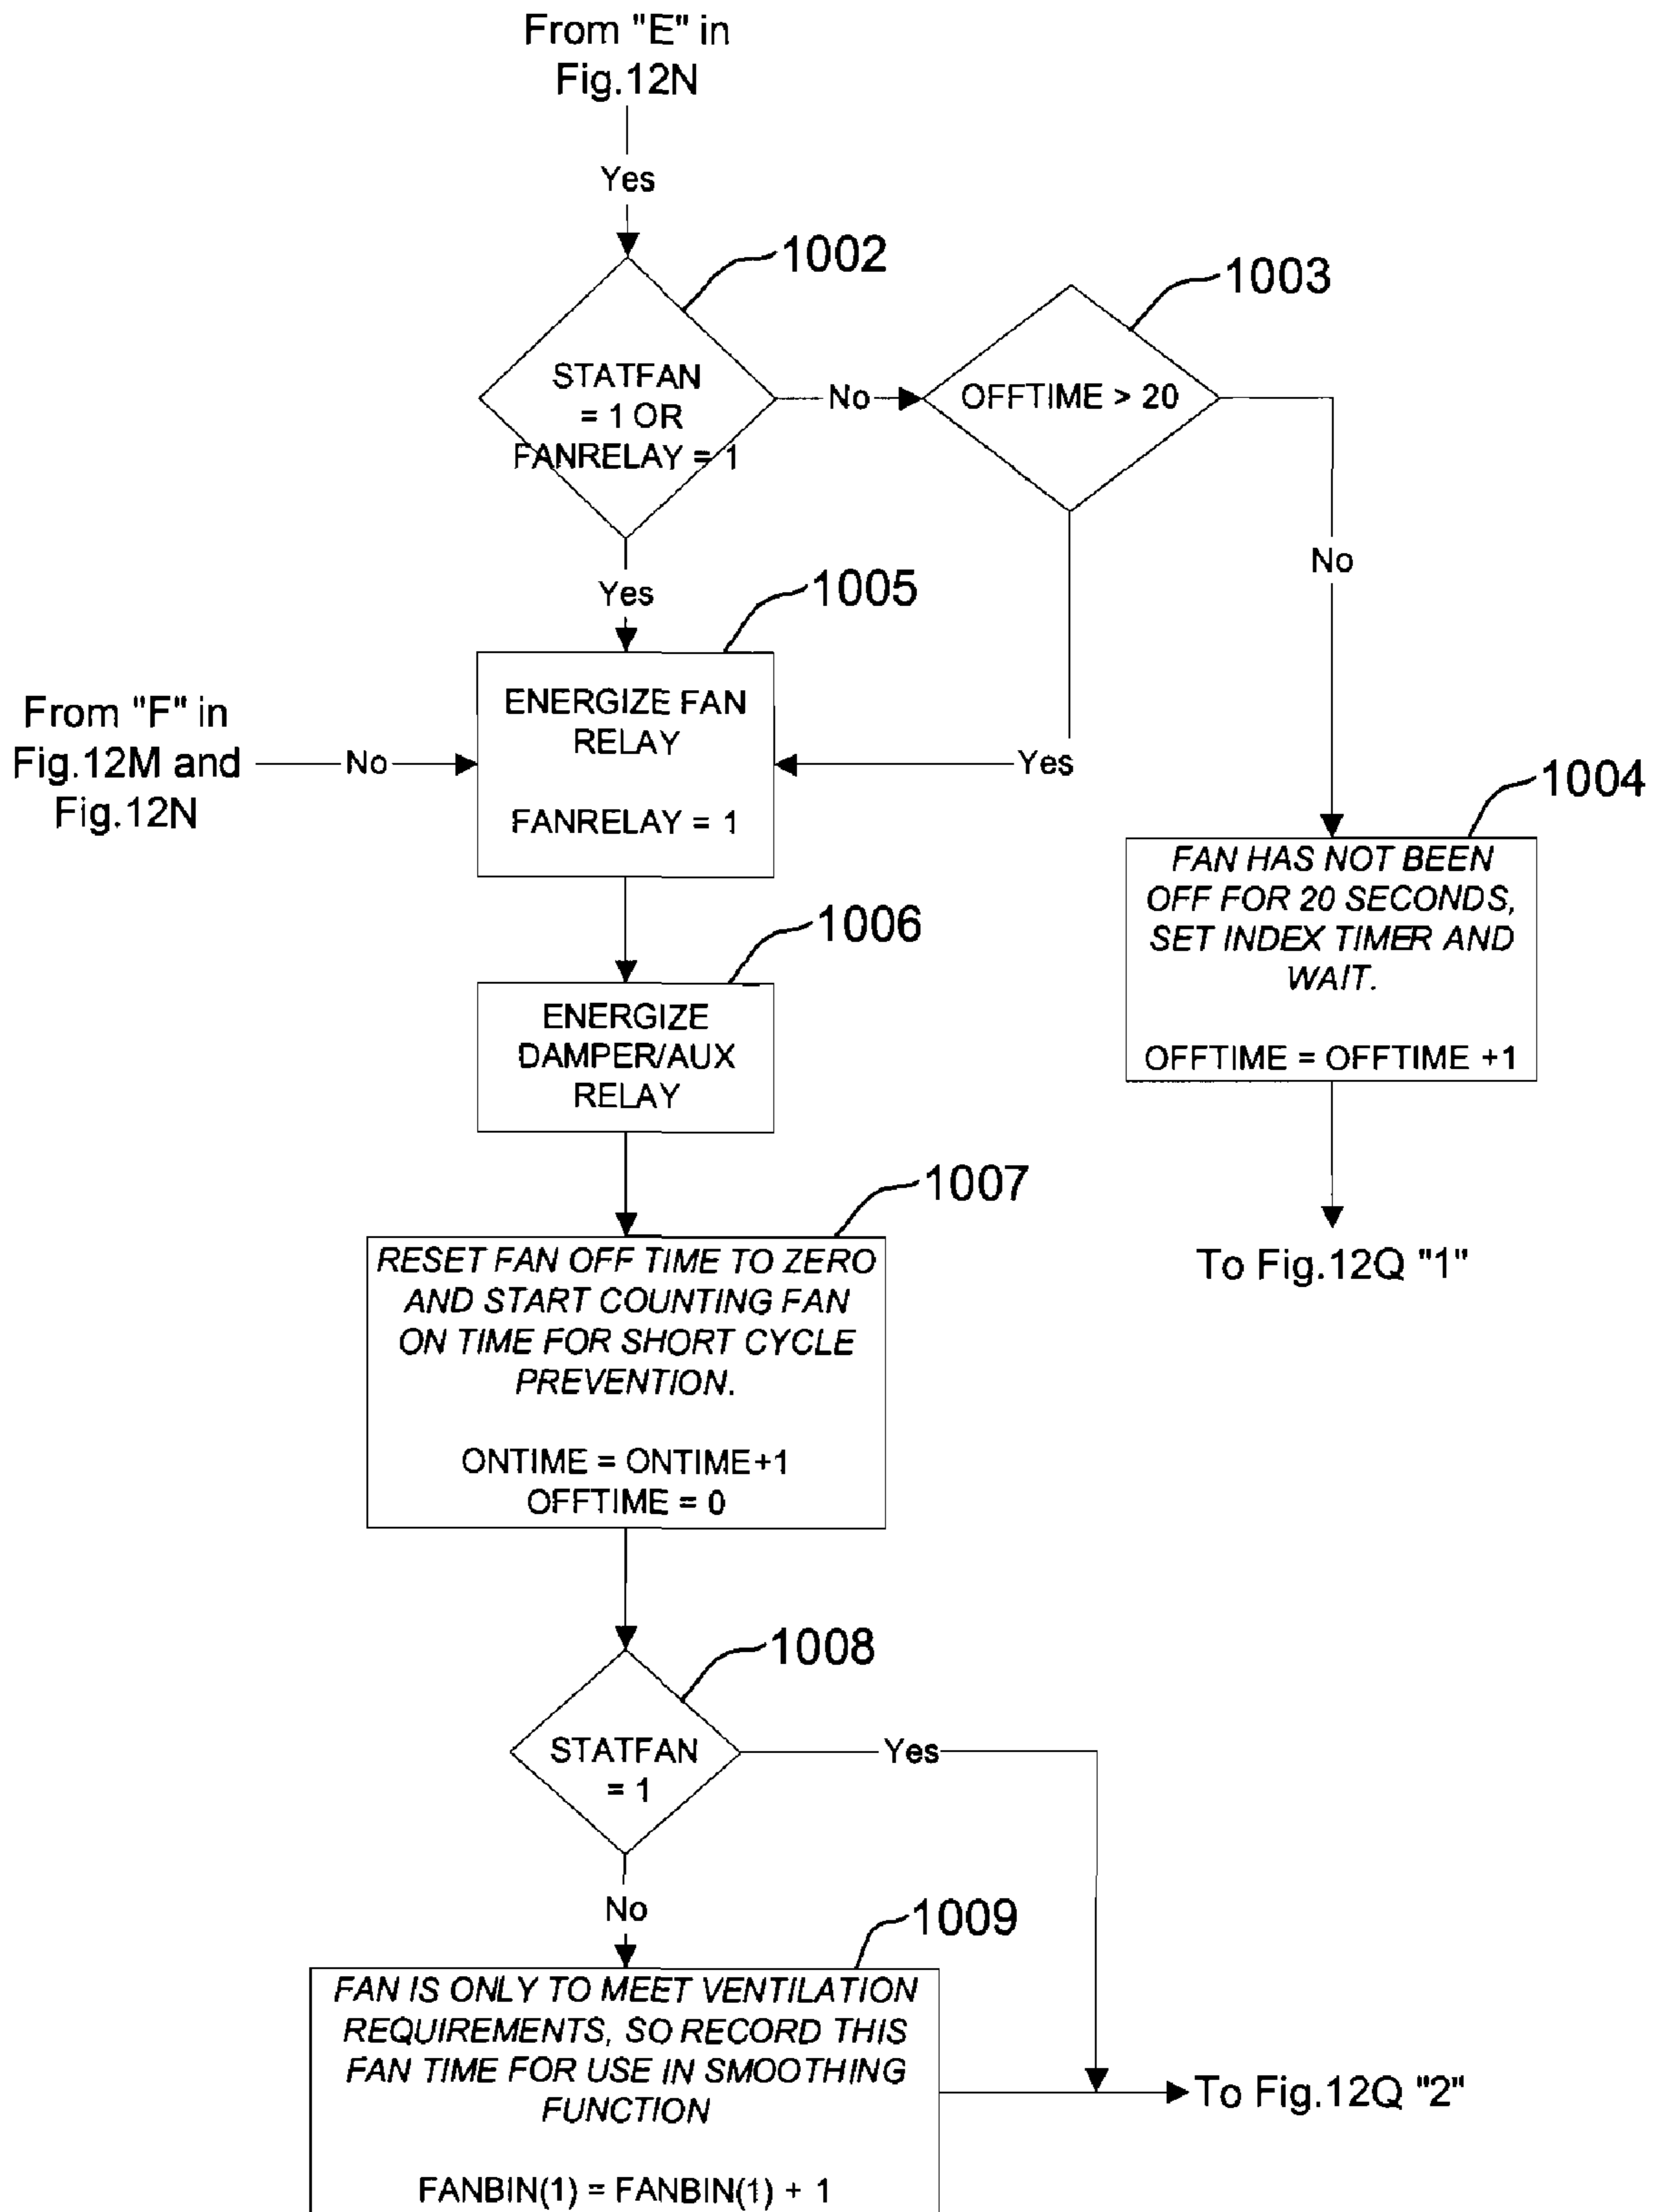 From "E" in
Fig.12N
Yes
1002
1003
STATFAN
= 1 OR
FANRELAY = 1
No
OFFTIME > 20
No
Yes
1005
From "F" in
Fig.12M and
Fig.12N
No
ENERGIZE FAN
RELAY
FANRELAY = 1
Yes
1004
FAN HAS NOT BEEN
OFF FOR 20 SECONDS,
SET INDEX TIMER AND
WAIT.
OFFTIME = OFFTIME +1
1006
ENERGIZE
DAMPER/AUX
RELAY
1007
To Fig.12Q "1"
RESET FAN OFF TIME TO ZERO
AND START COUNTING FAN
ON TIME FOR SHORT CYCLE
PREVENTION.
ONTIME = ONTIME+1
OFFTIME = 0
1008
STATFAN
= 1
Yes
No
1009
FAN IS ONLY TO MEET VENTILATION
REQUIREMENTS, SO RECORD THIS
FAN TIME FOR USE IN SMOOTHING
FUNCTION
FANBIN(1) = FANBIN(1) + 1
To Fig.12Q "2"